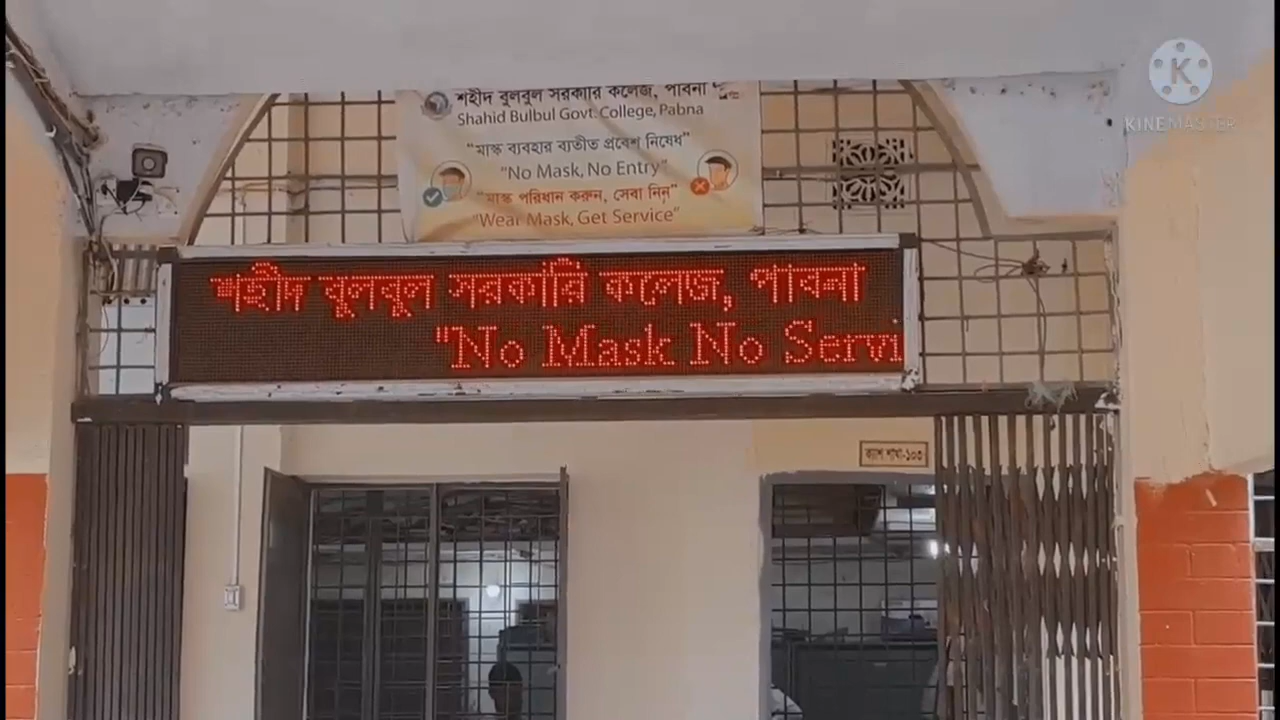 শহীদ বুলবুল সরকারি কলেজ, পাবনা
Shahid Bulbul Govt. College, Pabna
“মাস্ক ব্যবহার ব্যতীত প্রবেশ নিষেধ”
"No Mask, No Entry"
“মাস্ক পরিধান করুন, সেবা নিন”
"Wear Mask, Get Service"
শহীদ বুলবুল সরকারি কলেজ, পাবনা
"No Mask No Servi
ক্যাশ শাখা-১০৩
K
KINEMASTER